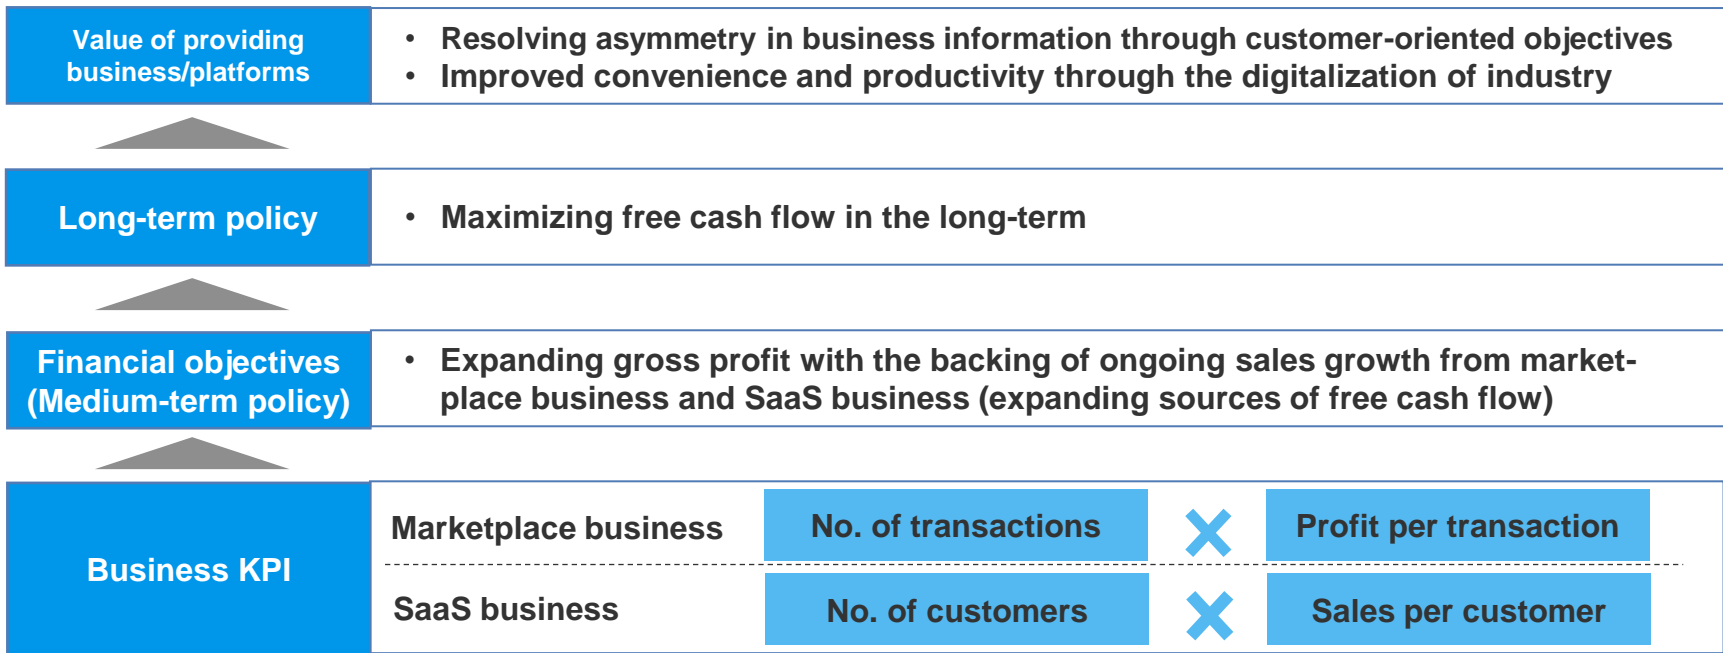 Value of providing
business/platforms
• Resolving asymmetry in business information through customer-oriented objectives
• Improved convenience and productivity through the digitalization of industry
Long-term policy
• Maximizing free cash flow in the long-term
Financial objectives
(Medium-term policy)
• Expanding gross profit with the backing of ongoing sales growth from market-
place business and SaaS business (expanding sources of free cash flow)
Business KPI
Marketplace business No. of transactions × Profit per transaction
SaaS business No. of customers × Sales per customer